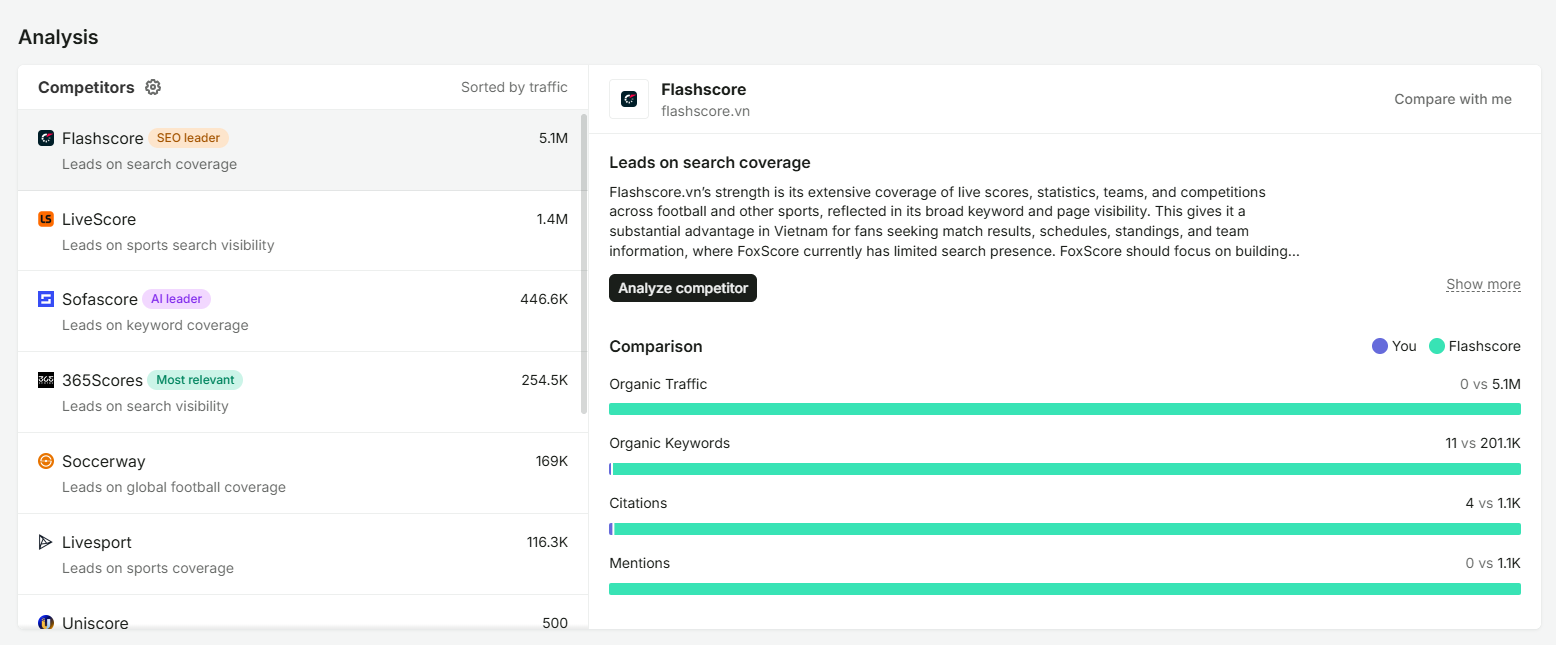 Analysis
Competitors
Sorted by traffic
Flashscore SEO leader 5.1M
Leads on search coverage
LiveScore 1.4M
Leads on sports search visibility
Sofascore AI leader 446.6K
Leads on keyword coverage
365Scores Most relevant 254.5K
Leads on search visibility
Soccerway 169K
Leads on global football coverage
Livesport 116.3K
Leads on sports coverage
Uniscore 500
Flashscore
flashscore.vn
Compare with me
Leads on search coverage
Flashscore.vn’s strength is its extensive coverage of live scores, statistics, teams, and competitions
across football and other sports, reflected in its broad keyword and page visibility. This gives it a
substantial advantage in Vietnam for fans seeking match results, schedules, standings, and team
information, where FoxScore currently has limited search presence. FoxScore should focus on building...
Analyze competitor
Show more
Comparison
You Flashscore
Organic Traffic 0 vs 5.1M
Organic Keywords 11 vs 201.1K
Citations 4 vs 1.1K
Mentions 0 vs 1.1K